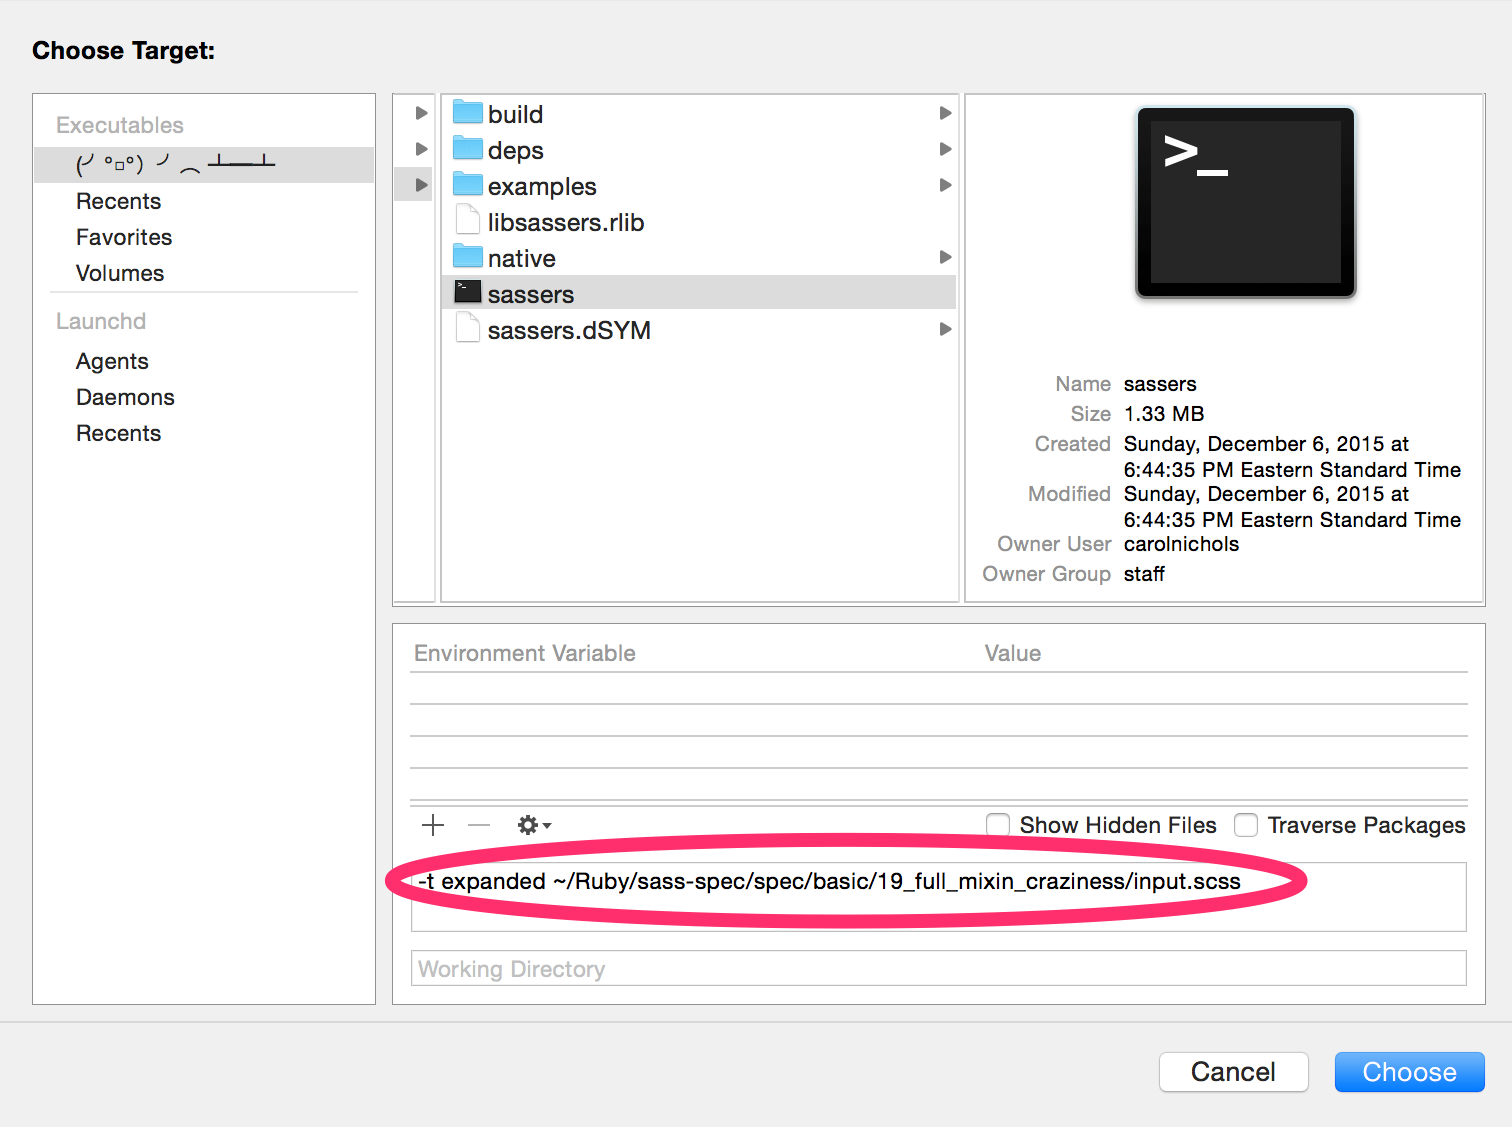 Choose Target:
Executables
(╯°□°）╯︵ ┻━┻
Recents
Favorites
Volumes
Launchd
Agents
Daemons
Recents
build
deps
examples
libsassers.rlib
native
sassers
sassers.dSYM
>_
Name sassers
Size 1.33 MB
Created Sunday, December 6, 2015 at
6:44:35 PM Eastern Standard Time
Modified Sunday, December 6, 2015 at
6:44:35 PM Eastern Standard Time
Owner User carolnichols
Owner Group staff
Environment Variable Value
Show Hidden Files Traverse Packages
-t expanded ~/Ruby/sass-spec/spec/basic/19_full_mixin_craziness/input.scss
Working Directory
Cancel Choose